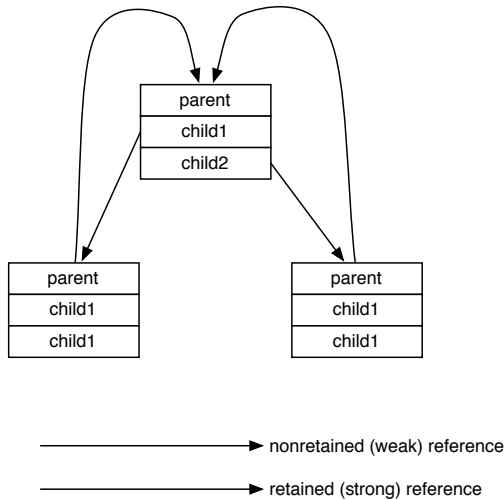 parent
child1
child2
parent
child1
child1
parent
child1
child1
nonretained (weak) reference
retained (strong) reference